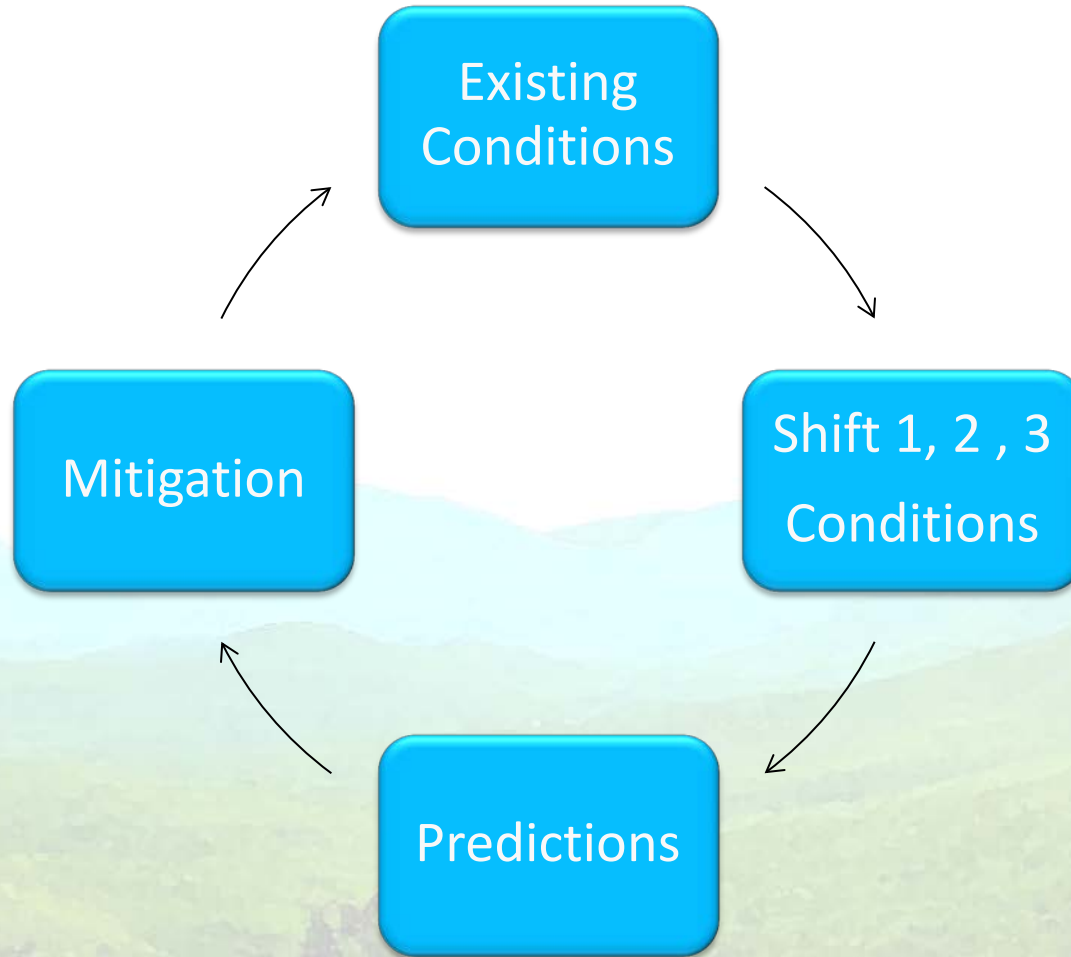 Existing
Conditions
Shift 1, 2 , 3
Conditions
Mitigation
Predictions